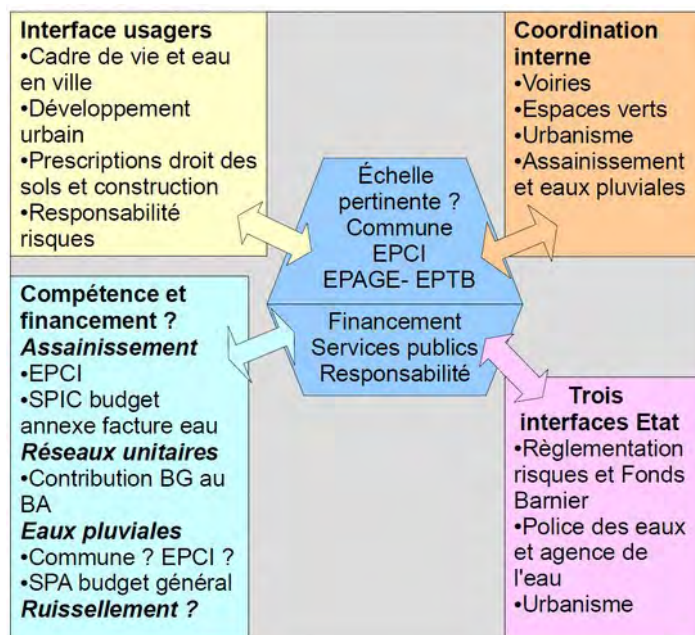 Interface usagers
•Cadre de vie et eau
en ville
•Développement
urbain
•Prescriptions droit des
sols et construction
•Responsabilité
risques
Coordination
interne
•Voiries
•Espaces verts
•Urbanisme
•Assainissement
et eaux pluviales
Échelle
pertinente ?
Commune
EPCI
EPAGE- EPTB
Financement
Services publics
Responsabilité
Compétence et
financement ?
Assainissement
•EPCI
•SPIC budget
annexe facture eau
Réseaux unitaires
•Contribution BG au
BA
Eaux pluviales
•Commune ? EPCI ?
•SPA budget général
Ruissellement ?
Trois
interfaces Etat
•Règlementation
risques et Fonds
Barnier
•Police des eaux
et agence de
l'eau
•Urbanisme